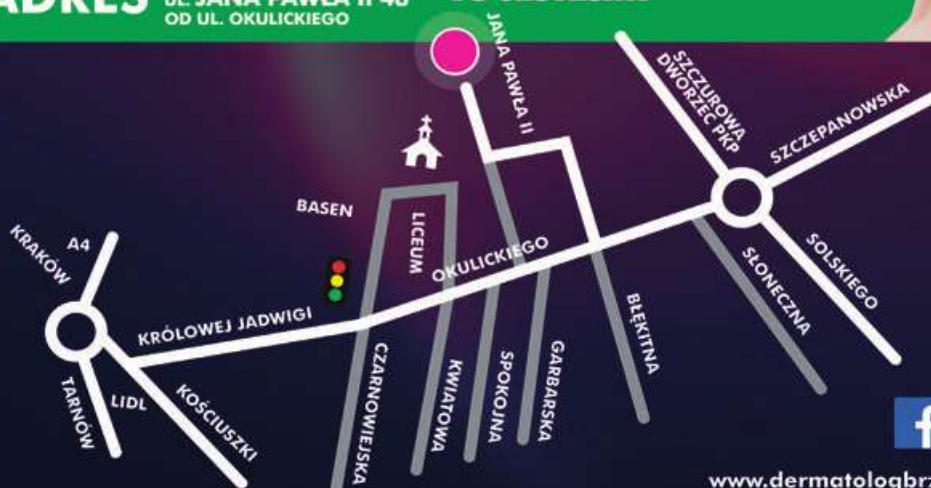 ADRES
UL. JANA PAWŁA II 48
OD UL. OKULICKIEGO
JANA PAWŁA II
SZCZUROWA
DWORZEC PKP
SZCZEPANOWSKA
BASEN
LICEUM
OKULICKIEGO
A4
KRAKÓW
KRÓLOWEJ JADWIGI
SŁONECZNA
SOLSKIEGO
BŁĘKITNA
TARNÓW
LIDL
KOŚCIUSZKI
CZARNOWIEJSKA
KWIATOWA
SPOKOJNA
GARBARSKA
f
www.dermatologbrz